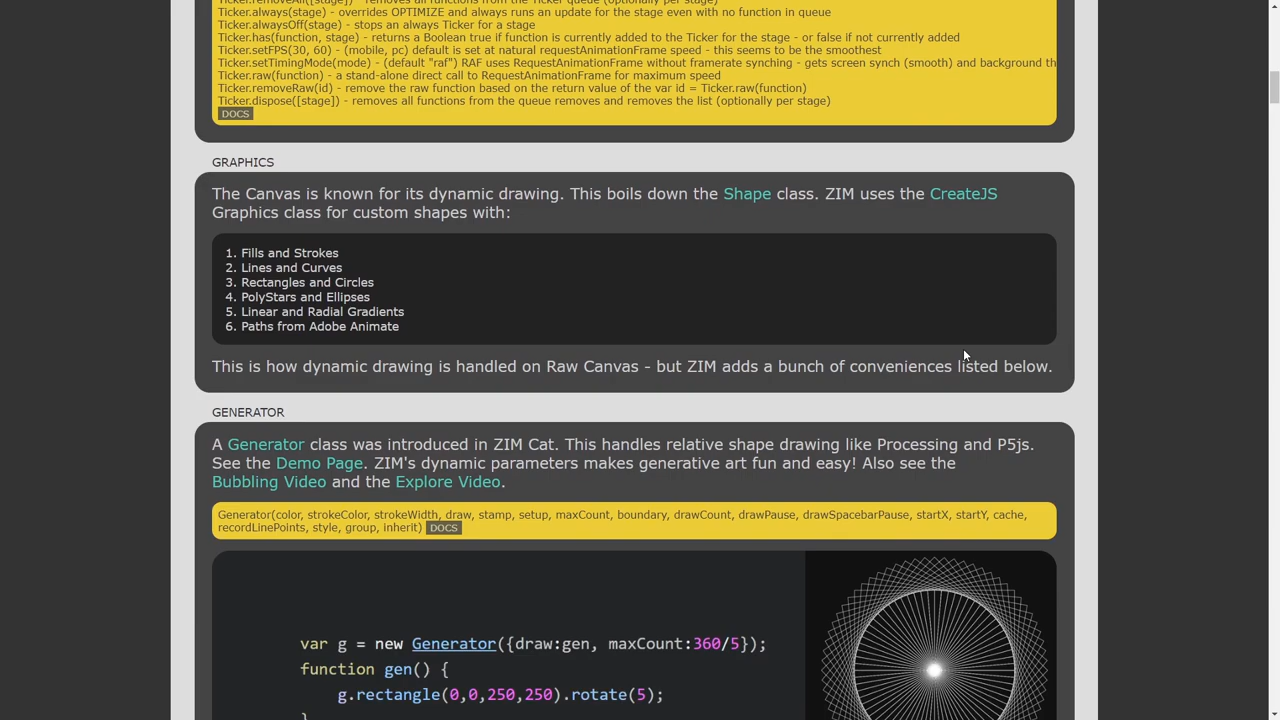 Ticker.removeAll([stage]) - removes all functions from the Ticker queue (optionally per stage)
Ticker.always(stage) - overrides OPTIMIZE and always runs an update for the stage even with no function in queue
Ticker.alwaysOff(stage) - stops an always Ticker for a stage
Ticker.has(function, stage) - returns a Boolean true if function is currently added to the Ticker for the stage - or false if not currently added
Ticker.setFPS(30, 60) - (mobile, pc) default is set at natural requestAnimationFrame speed - this seems to be the smoothest
Ticker.setTimingMode(mode) - (default "raf") RAF uses RequestAnimationFrame without framerate synching - gets screen synch (smooth) and background th
Ticker.raw(function) - a stand-alone direct call to RequestAnimationFrame for maximum speed
Ticker.removeRaw(id) - remove the raw function based on the return value of the var id = Ticker.raw(function)
Ticker.dispose([stage]) - removes all functions from the queue removes and removes the list (optionally per stage)
DOCS
GRAPHICS
The Canvas is known for its dynamic drawing. This boils down the Shape class. ZIM uses the CreateJS
Graphics class for custom shapes with:
1. Fills and Strokes
2. Lines and Curves
3. Rectangles and Circles
4. PolyStars and Ellipses
5. Linear and Radial Gradients
6. Paths from Adobe Animate
This is how dynamic drawing is handled on Raw Canvas - but ZIM adds a bunch of conveniences listed below.
GENERATOR
A Generator class was introduced in ZIM Cat. This handles relative shape drawing like Processing and P5js.
See the Demo Page. ZIM's dynamic parameters makes generative art fun and easy! Also see the
Bubbling Video and the Explore Video.
Generator(color, strokeColor, strokeWidth, draw, stamp, setup, maxCount, boundary, drawCount, drawPause, drawSpacebarPause, startX, startY, cache,
recordLinePoints, style, group, inherit) DOCS
var g = new Generator({draw:gen, maxCount:360/5});
function gen() {
g.rectangle(0,0,250,250).rotate(5);
}